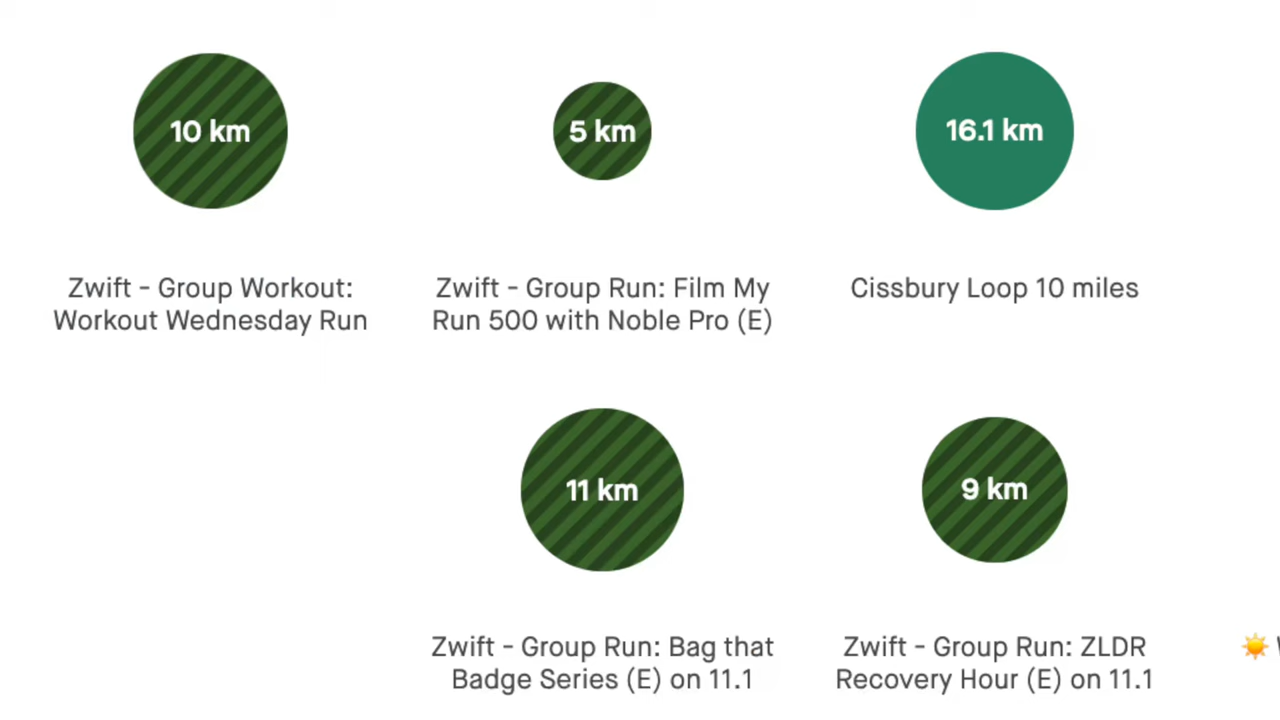 10 km
5 km
16.1 km
Zwift - Group Workout:
Workout Wednesday Run
Zwift - Group Run: Film My
Run 500 with Noble Pro (E)
Cissbury Loop 10 miles
11 km
9 km
Zwift - Group Run: Bag that
Badge Series (E) on 11.1
Zwift - Group Run: ZLDR
Recovery Hour (E) on 11.1